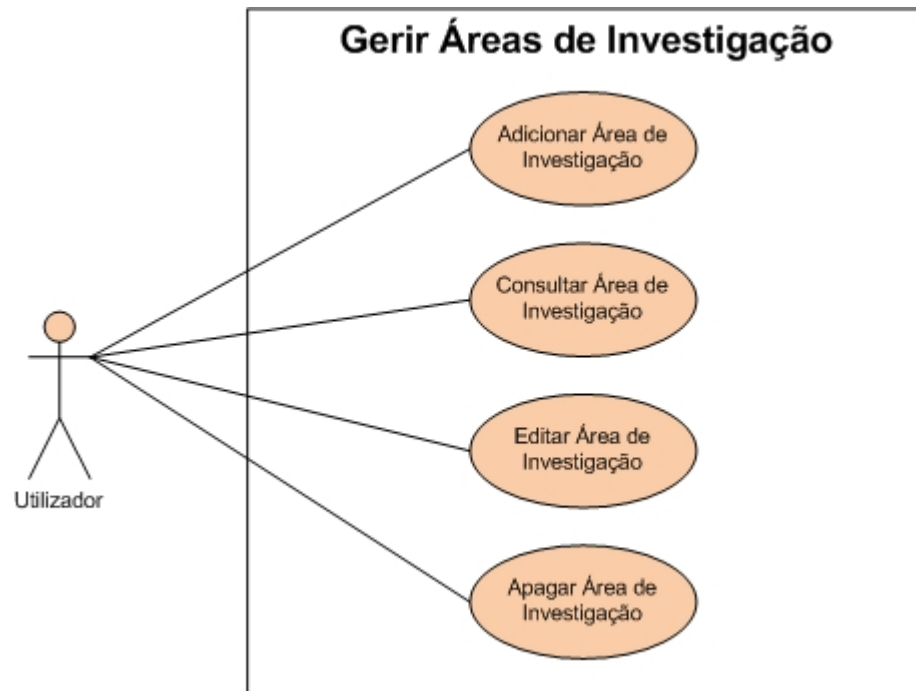 Gerir Áreas de Investigação
Adicionar Área de
Investigação
Consultar Área de
Investigação
Editar Área de
Investigação
Utilizador
Apagar Área de
Investigação